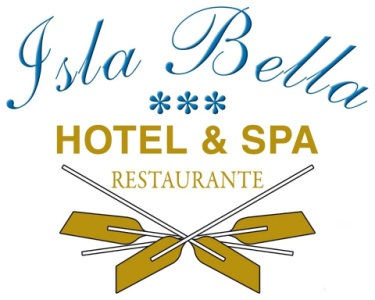 Isla Bella
***
HOTEL & SPA
RESTAURANTE